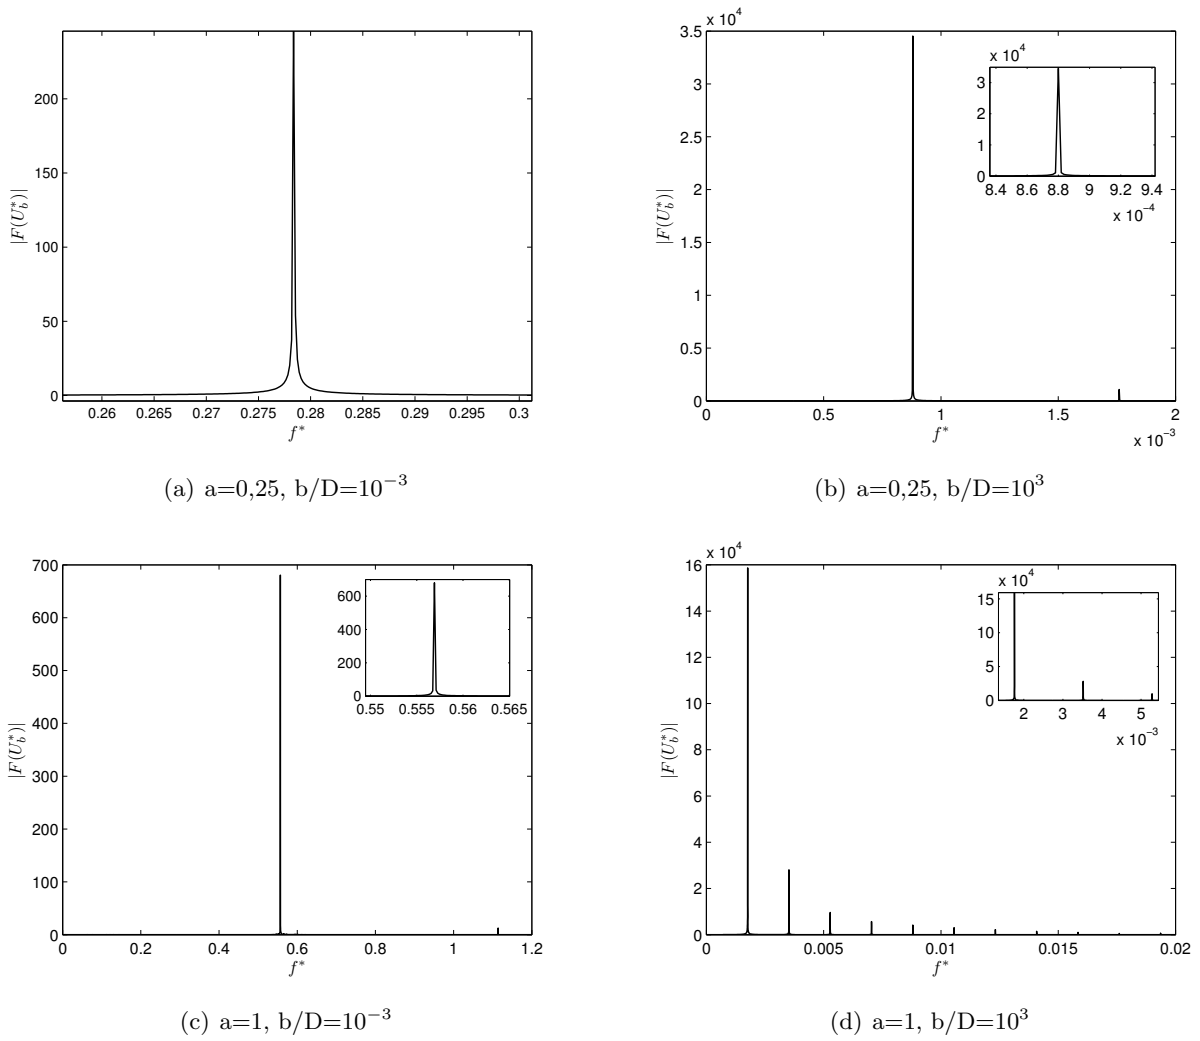 200
150
100
50
0
0.26 0.265 0.27 0.275 0.28 0.285 0.29 0.295 0.3
|F(U_b^*)|
f*
(a) a=0,25, b/D=10^{-3}
x 10^4
3.5
3
2.5
2
1.5
1
0.5
0
0 0.5 1 1.5 2
x 10^{-3}
|F(U_b^*)|
f*
x 10^4
3
2
1
0
8.4 8.6 8.8 9 9.2 9.4
x 10^{-4}
(b) a=0,25, b/D=10^3
700
600
500
400
300
200
100
0
0 0.2 0.4 0.6 0.8 1 1.2
|F(U_b^*)|
f*
600
400
200
0
0.55 0.557 0.56 0.565
(c) a=1, b/D=10^{-3}
x 10^4
16
14
12
10
8
6
4
2
0
0 0.005 0.01 0.015 0.02
|F(U_b^*)|
f*
x 10^4
15
10
5
0
2 3 4 5
x 10^{-3}
(d) a=1, b/D=10^3